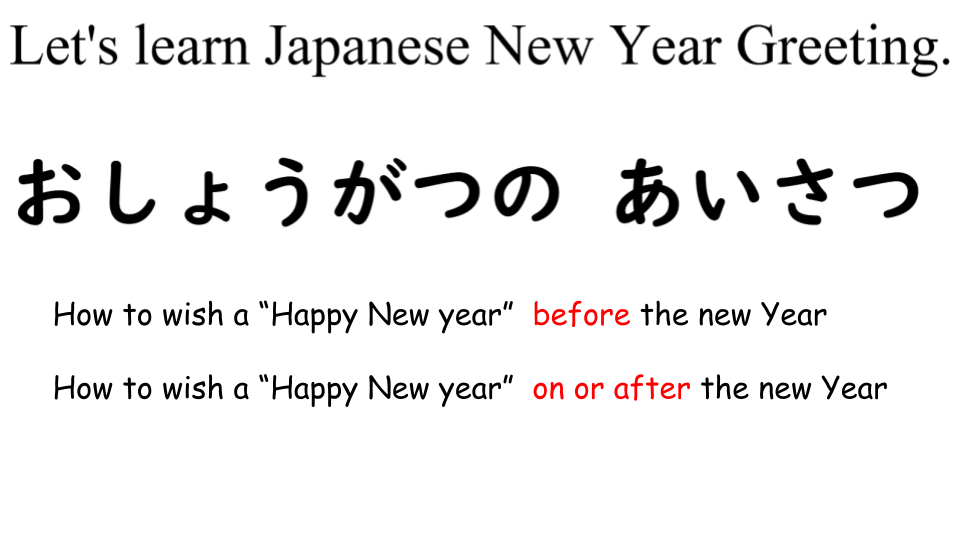 Let's learn Japanese New Year Greeting.
おしょうがつの あいさつ
How to wish a “Happy New year” before the new Year
How to wish a “Happy New year” on or after the new Year